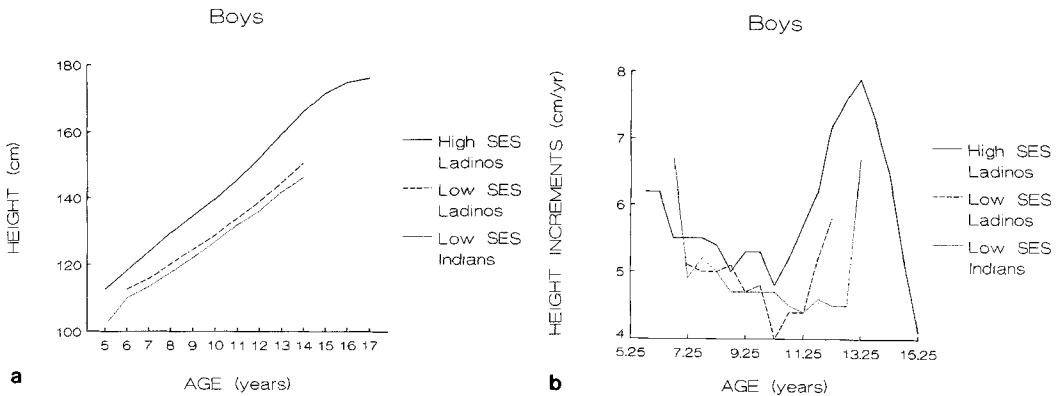 Boys
180
160
140
120
100
HEIGHT (cm)
5 6 7 8 9 10 11 12 13 14 15 16 17
AGE (years)
High SES
Ladinos
Low SES
Ladinos
Low SES
Indians
a
Boys
8
7
6
5
4
HEIGHT INCREMENTS (cm/yr)
5.25 7.25 9.25 11.25 13.25 15.25
AGE (years)
High SES
Ladinos
Low SES
Ladinos
Low SES
Indians
b